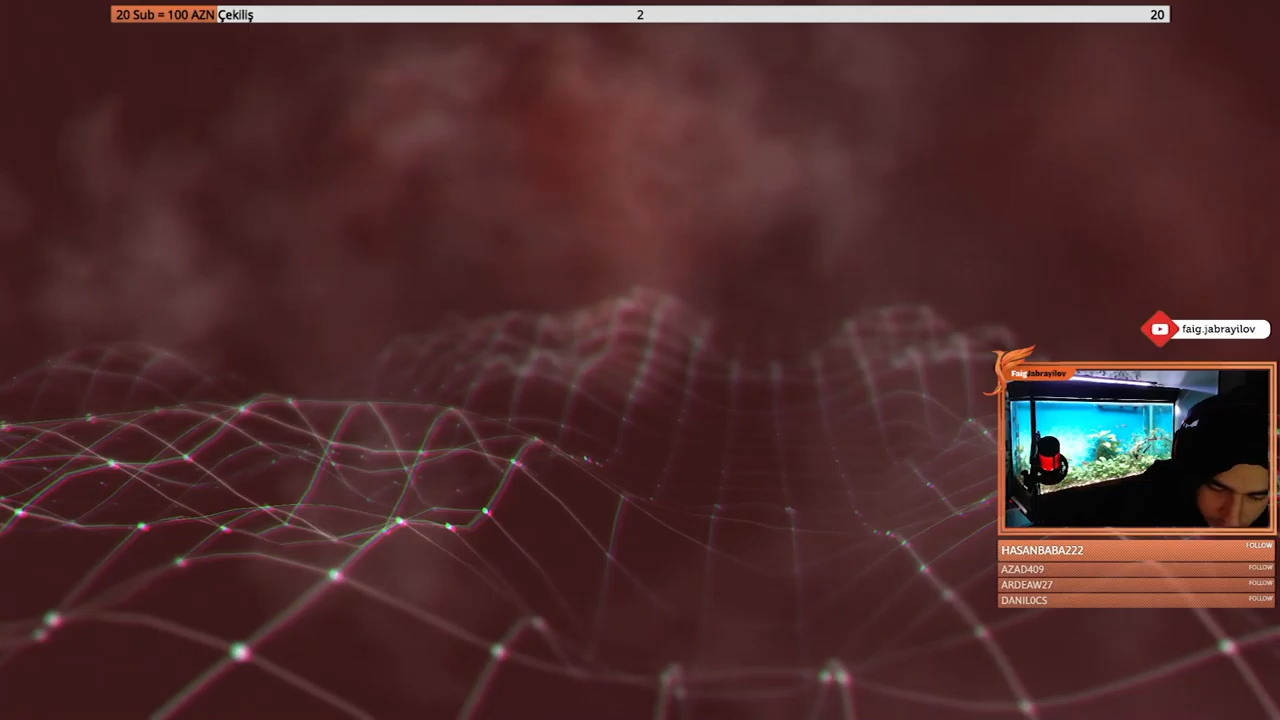 20 Sub = 100 AZN Çekiliş 2 20
faig.jabrayilov
FaigJabrayilov
HASANBABA222 FOLLOW
AZAD409 FOLLOW
ARDEAW27 FOLLOW
DANIL0CS FOLLOW